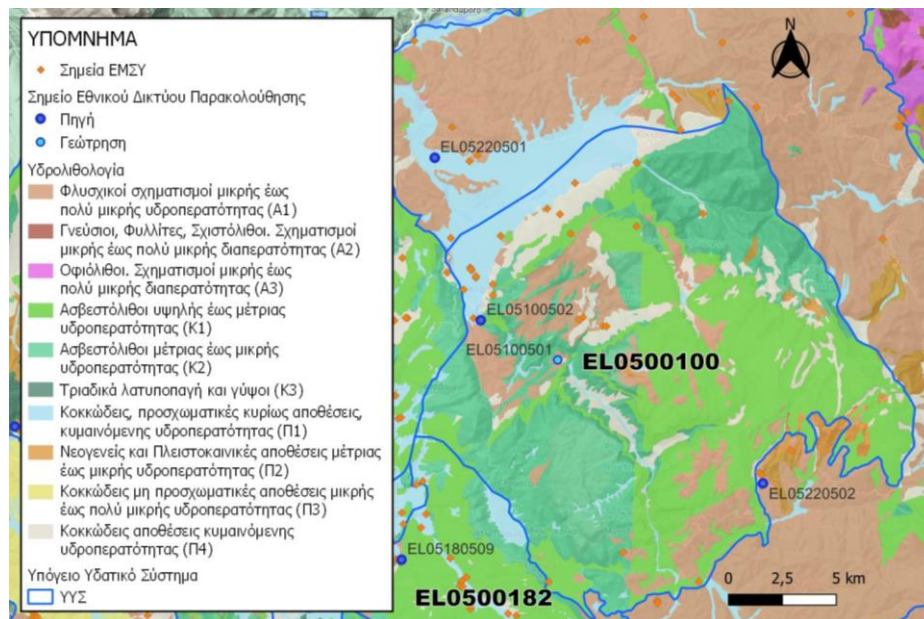 ΥΠΟΜΝΗΜΑ
Σημεία ΕΜΣΥ
Σημείο Εθνικού Δικτύου Παρακολούθησης
Πηγή
Γεώτρηση
Υδρολιθολογία
Φλυσχικοί σχηματισμοί μικρής έως
πολύ μικρής υδροπερατότητας (Α1)
Γνεύσιοι, Φυλλίτες, Σχιστόλιθοι. Σχηματισμοί
μικρής έως πολύ μικρής διαπερατότητας (Α2)
Οφιόλιθοι. Σχηματισμοί μικρής έως
πολύ μικρής διαπερατότητας (Α3)
Ασβεστόλιθοι υψηλής έως μέτριας
υδροπερατότητας (Κ1)
Ασβεστόλιθοι μέτριας έως μικρής
υδροπερατότητας (Κ2)
Τριαδικά λατυποπαγή και γύψοι (Κ3)
Κοκκώδεις, προσχωματικές κυρίως αποθέσεις,
κυμαινόμενης υδροπερατότητας (Π1)
Νεογενείς και Πλειστοκαινικές αποθέσεις μέτριας
έως μικρής υδροπερατότητας (Π2)
Κοκκώδεις μη προσχωματικές αποθέσεις μικρής
έως πολύ μικρής υδροπερατότητας (Π3)
Κοκκώδεις αποθέσεις κυμαινόμενης
υδροπερατότητας (Π4)
Υπόγειο Υδατικό Σύστημα
ΥΥΣ
N
EL05220501
EL05100502
EL05100501
EL0500100
EL05220502
EL05180509
EL0500182
0 2,5 5 km